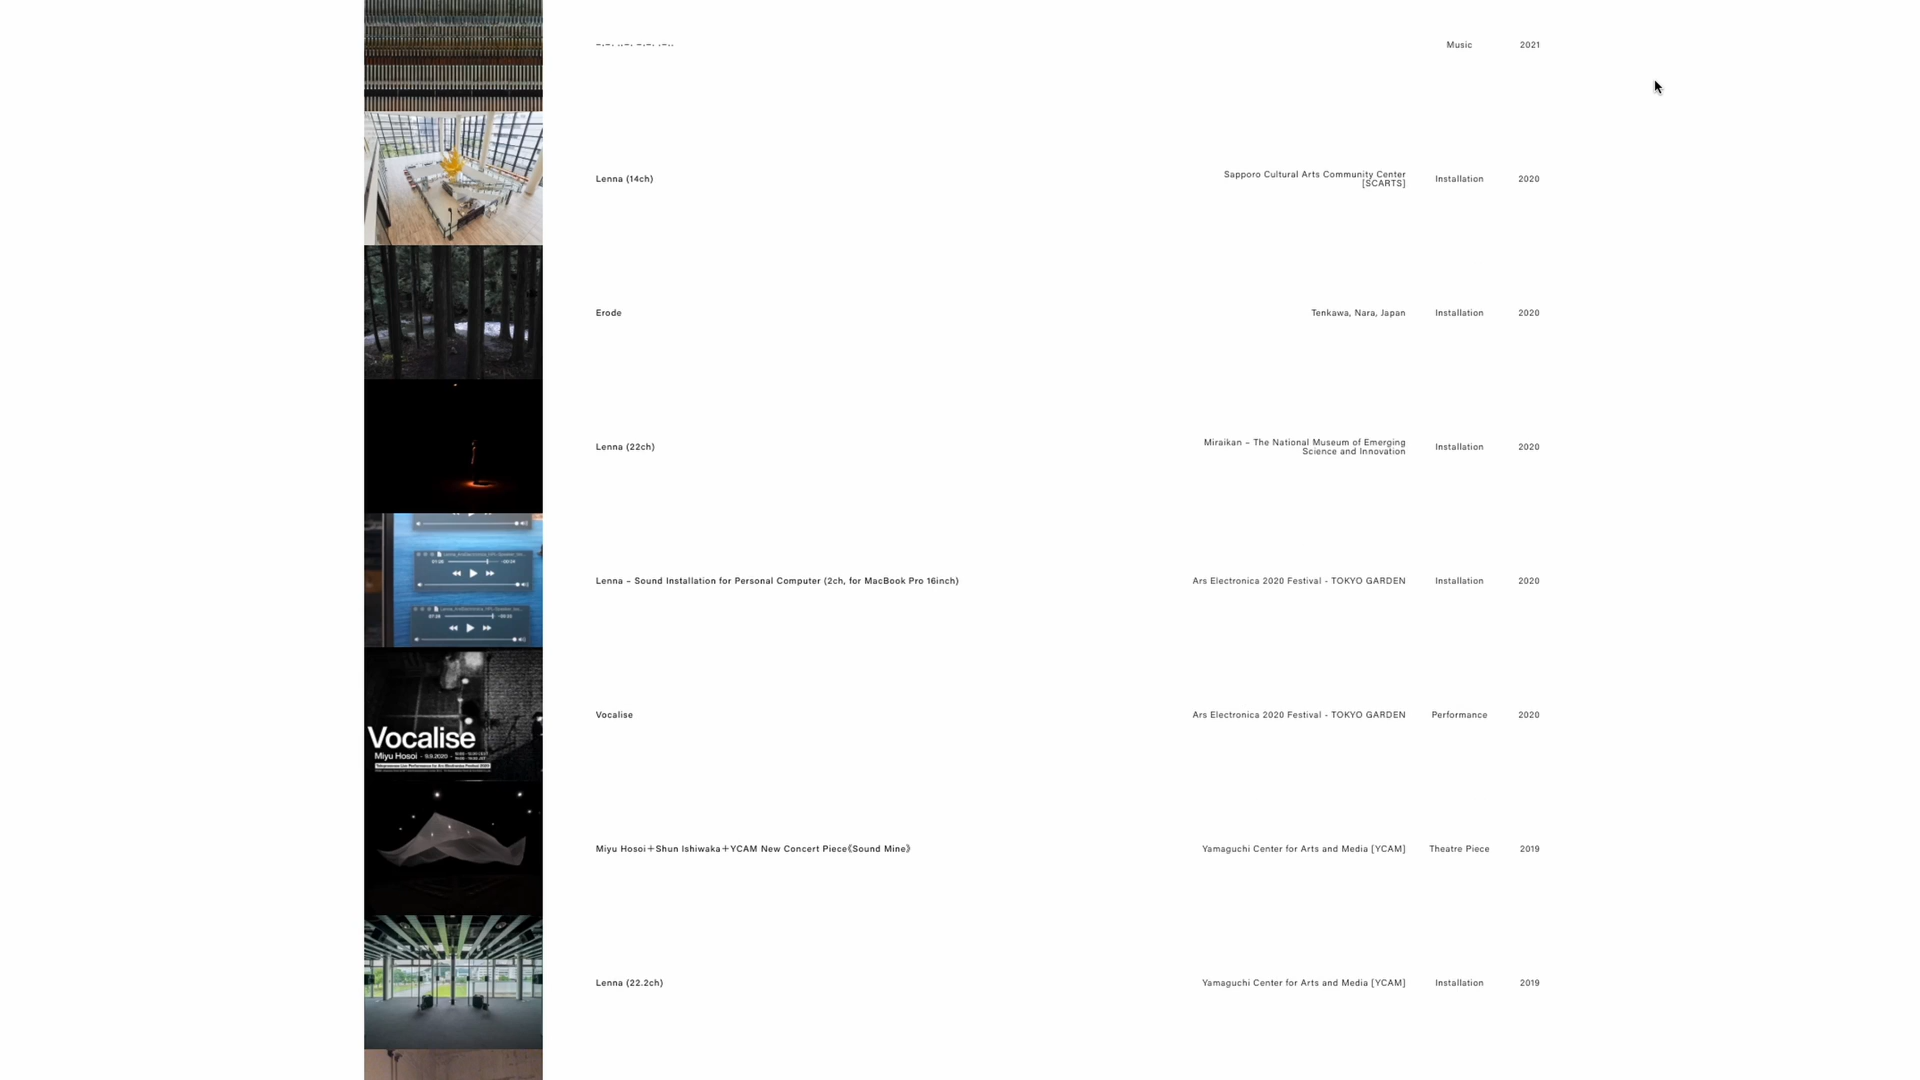 –·–· ··–· –·–· ·–··
Music
2021
Lenna (14ch)
Sapporo Cultural Arts Community Center
[SCARTS]
Installation
2020
Erode
Tenkawa, Nara, Japan
Installation
2020
Lenna (22ch)
Miraikan – The National Museum of Emerging
Science and Innovation
Installation
2020
Lenna – Sound Installation for Personal Computer (2ch, for MacBook Pro 16inch)
Ars Electronica 2020 Festival - TOKYO GARDEN
Installation
2020
Vocalise
Miyu Hosoi · 9.9.2020
Vocalise
Ars Electronica 2020 Festival - TOKYO GARDEN
Performance
2020
Miyu Hosoi＋Shun Ishiwaka＋YCAM New Concert Piece《Sound Mine》
Yamaguchi Center for Arts and Media [YCAM]
Theatre Piece
2019
Lenna (22.2ch)
Yamaguchi Center for Arts and Media [YCAM]
Installation
2019